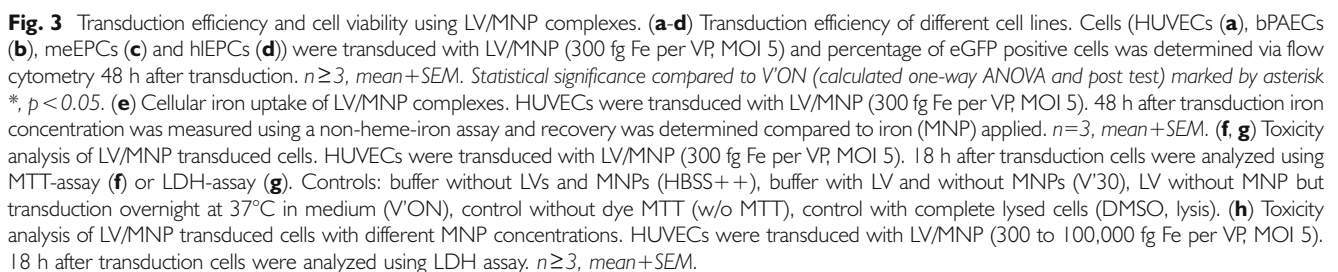 Fig. 3 Transduction efficiency and cell viability using LV/MNP complexes. (a-d) Transduction efficiency of different cell lines. Cells (HUVECs (a), bPAECs
(b), meEPCs (c) and hlEPCs (d)) were transduced with LV/MNP (300 fg Fe per VP, MOI 5) and percentage of eGFP positive cells was determined via flow
cytometry 48 h after transduction. n≥3, mean+SEM. Statistical significance compared to V'ON (calculated one-way ANOVA and post test) marked by asterisk
*, p<0.05. (e) Cellular iron uptake of LV/MNP complexes. HUVECs were transduced with LV/MNP (300 fg Fe per VP, MOI 5). 48 h after transduction iron
concentration was measured using a non-heme-iron assay and recovery was determined compared to iron (MNP) applied. n=3, mean+SEM. (f, g) Toxicity
analysis of LV/MNP transduced cells. HUVECs were transduced with LV/MNP (300 fg Fe per VP, MOI 5). 18 h after transduction cells were analyzed using
MTT-assay (f) or LDH-assay (g). Controls: buffer without LVs and MNPs (HBSS++), buffer with LV and without MNPs (V'30), LV without MNP but
transduction overnight at 37°C in medium (V'ON), control without dye MTT (w/o MTT), control with complete lysed cells (DMSO, lysis). (h) Toxicity
analysis of LV/MNP transduced cells with different MNP concentrations. HUVECs were transduced with LV/MNP (300 to 100,000 fg Fe per VP, MOI 5).
18 h after transduction cells were analyzed using LDH assay. n≥3, mean+SEM.